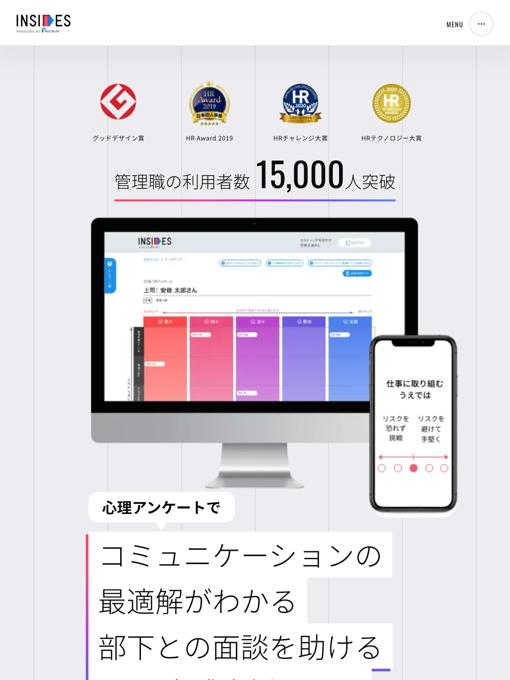 INSIDES
PRODUCED BY RECRUIT
MENU
グッドデザイン賞
HR Award 2019
HRチャレンジ大賞
HRテクノロジー大賞
管理職の利用者数 15,000人突破
INSIDES
上司: 安倍 太郎さん
仕事に取り組む
うえでは
リスクを
恐れず
挑戦
リスクを
避けて
手堅く
心理アンケートで
コミュニケーションの
最適解がわかる
部下との面談を助ける